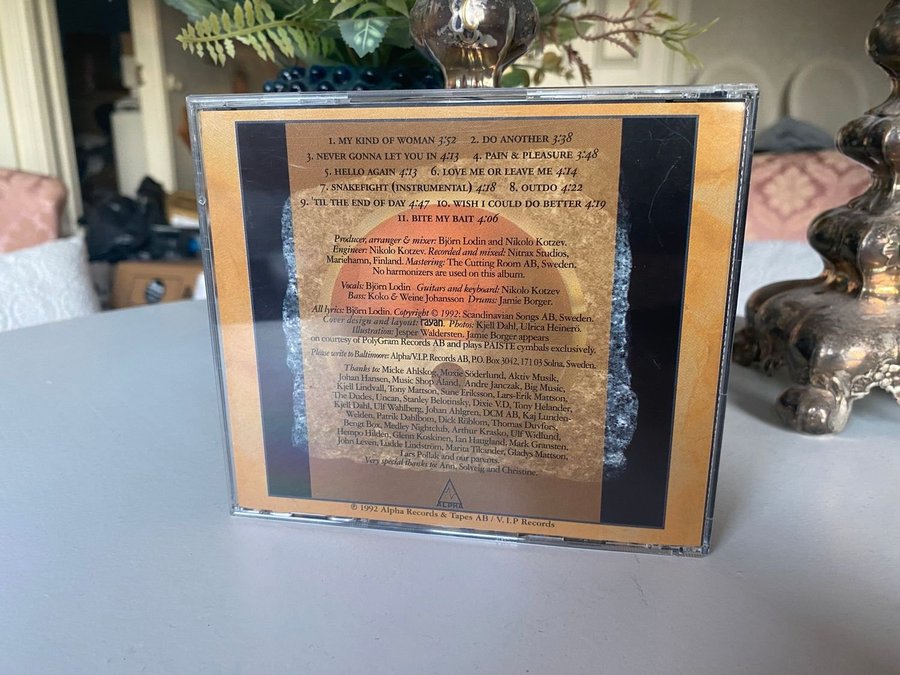 1. MY KIND OF WOMAN 3:52 2. DO ANOTHER 3:38
3. NEVER GONNA LET YOU IN 4:13 4. PAIN & PLEASURE 3:48
5. HELLO AGAIN 4:13 6. LOVE ME OR LEAVE ME 4:14
7. SNAKEFIGHT (INSTRUMENTAL) 4:18 8. OUTDO 4:22
9. 'TIL THE END OF DAY 4:47 10. WISH I COULD DO BETTER 4:19
11. BITE MY BAIT 4:06
Producer, arranger & mixer: Björn Lodin and Nikolo Kotzev.
Engineer: Nikolo Kotzev. Recorded and mixed: Nitrax Studios,
Mariehamn, Finland. Mastering: The Cutting Room AB, Sweden.
No harmonizers are used on this album.
Vocals: Björn Lodin Guitars and keyboard: Nikolo Kotzev
Bass: Koko & Weine Johansson Drums: Jamie Borger.
All lyrics: Björn Lodin. Copyright © 1992: Scandinavian Songs AB, Sweden.
Cover design and layout: rayan. Photos: Kjell Dahl, Ulrica Heinerö.
Illustration: Jesper Waldersten. Jamie Borger appears
on courtesy of PolyGram Records AB and plays PAISTE cymbals exclusively.
Please write to Baltimoore: Alpha/V.I.P. Records AB, P.O. Box 3042, 171 03 Solna, Sweden.
Thanks to: Micke Ahlskog, Moxie Söderlund, Aktiv Musik,
Johan Hansen, Music Shop Åland, Andre Janczak, Big Music,
Kjell Lindvall, Tony Mattson, Sune Eriksson, Lars-Erik Mattson,
The Dudes, Uncan, Stanley Belotinsky, Dixie V.D, Tony Helander,
Kjell Dahl, Ulf Wahlberg, Johan Ahlgren, DCM AB, Kaj Lunden-
Welden, Patrik Dahlbom, Dick Röblom, Thomas Duvfors,
Bengt Box, Medley Nightclub, Arthur Krasko, Ulf Widlund,
Hempo Hildén, Glenn Koskinen, Ian Haugland, Mark Gransten,
John Levén, Ludde Lindström, Marita Tikander, Gladys Mattson,
Lars Pollak and our parents.
Very special thanks to: Ann, Solveig and Christine.
ALPHA
℗ 1992 Alpha Records & Tapes AB / V.I.P Records